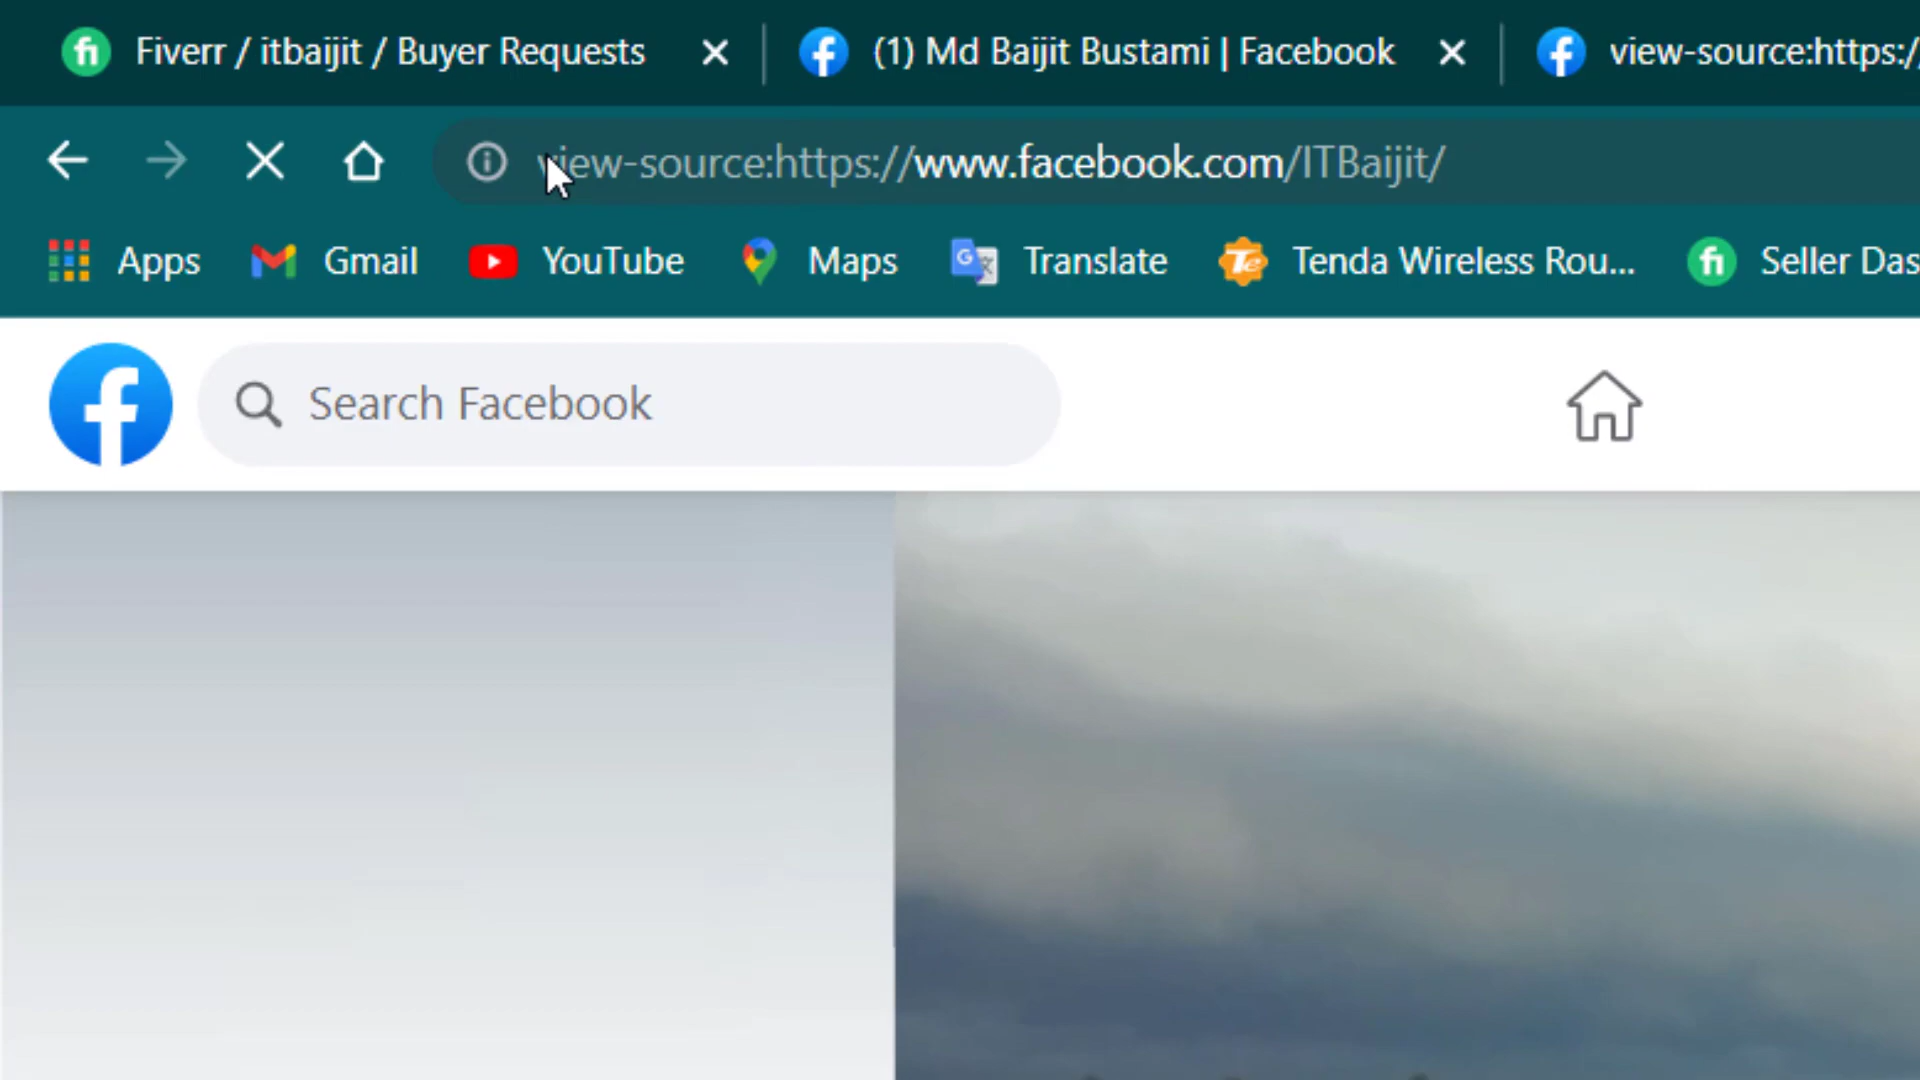 Fiverr / itbaijit / Buyer Requests
(1) Md Baijit Bustami | Facebook
view-source:https:/
view-source:https://www.facebook.com/ITBaijit/
Apps
Gmail
YouTube
Maps
Translate
Tenda Wireless Rou...
Seller Das
Search Facebook